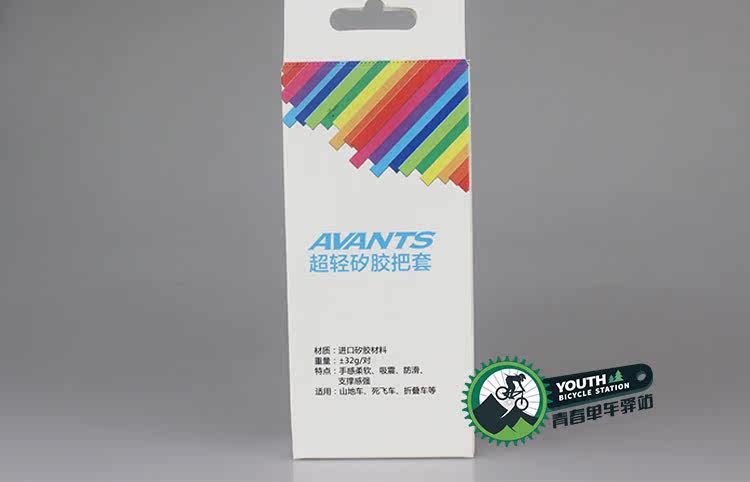 AVANTS
超轻矽胶把套
材质：进口矽胶材料
重量：±32g/对
特点：手感柔软、吸震、防滑、
支撑感强
适用：山地车、死飞车、折叠车等
YOUTH
BICYCLE STATION
青春单车驿站